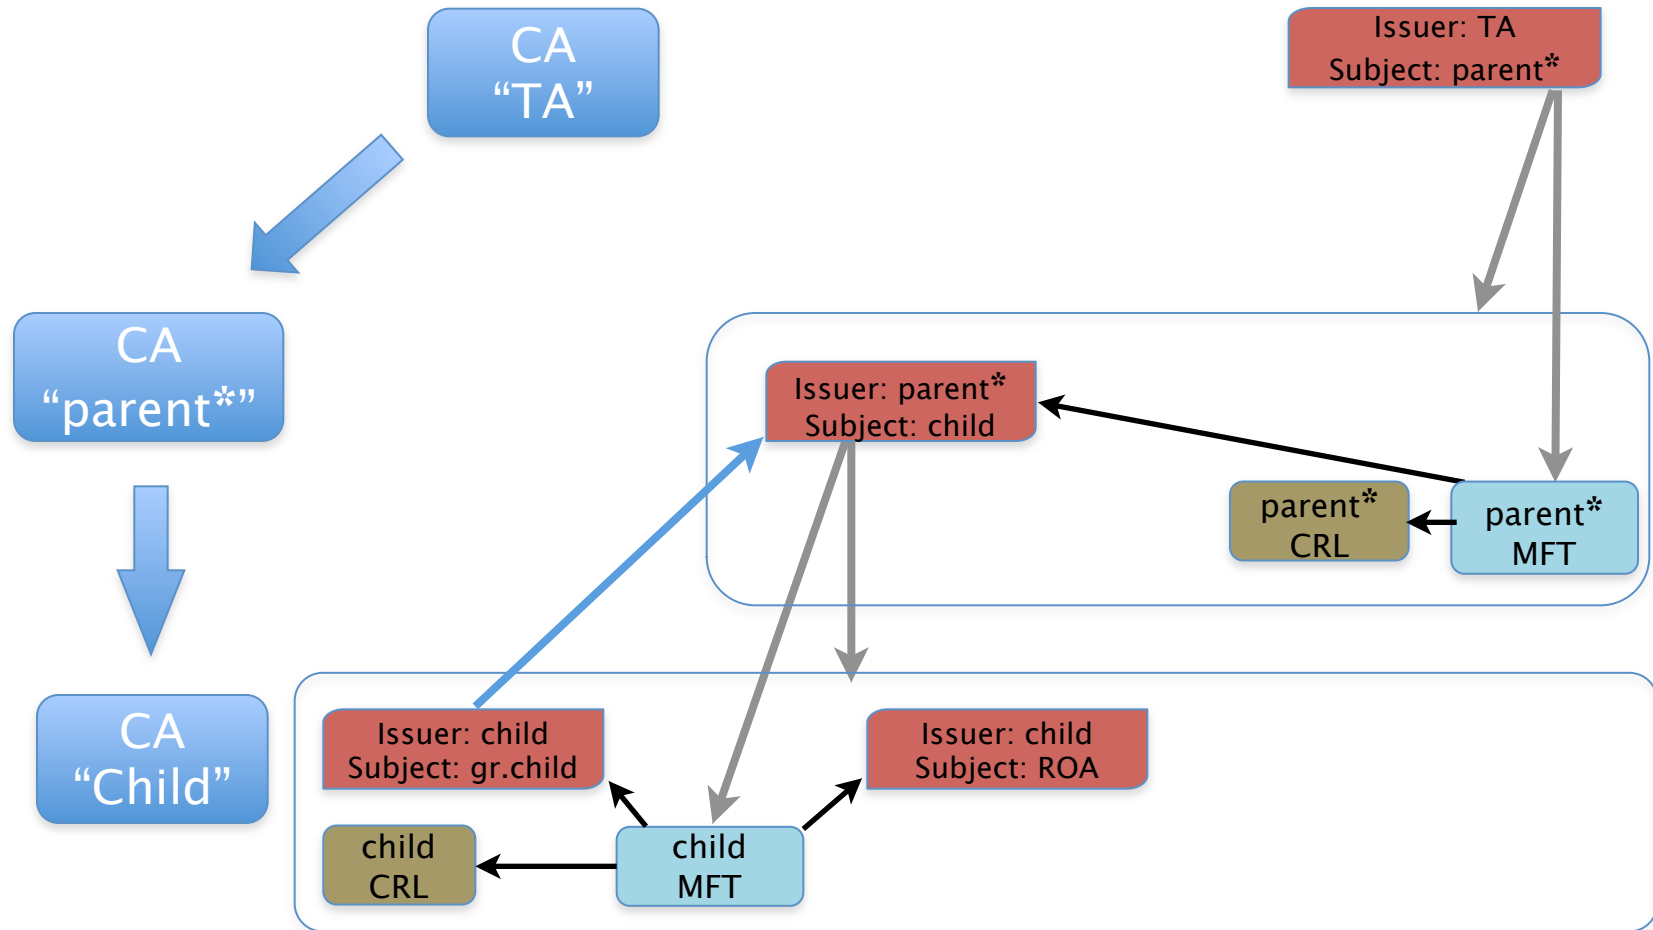 CA
“TA”
Issuer: TA
Subject: parent*
CA
“parent*”
Issuer: parent*
Subject: child
parent*
CRL
parent*
MFT
CA
“Child”
Issuer: child
Subject: gr.child
Issuer: child
Subject: ROA
child
CRL
child
MFT